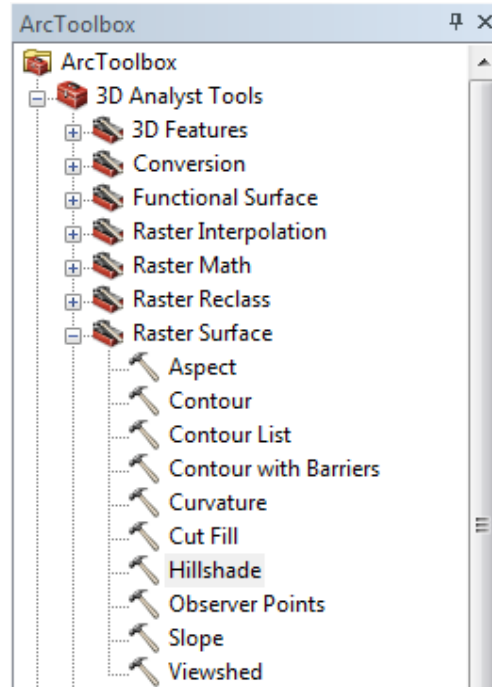 ArcToolbox
ArcToolbox
3D Analyst Tools
3D Features
Conversion
Functional Surface
Raster Interpolation
Raster Math
Raster Reclass
Raster Surface
Aspect
Contour
Contour List
Contour with Barriers
Curvature
Cut Fill
Hillshade
Observer Points
Slope
Viewshed